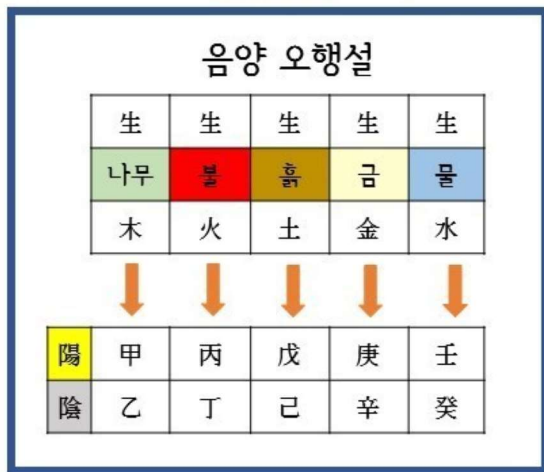 음양 오행설
生 生 生 生 生
나무 불 흙 금 물
木 火 土 金 水
陽 甲 丙 戊 庚 壬
陰 乙 丁 己 辛 癸